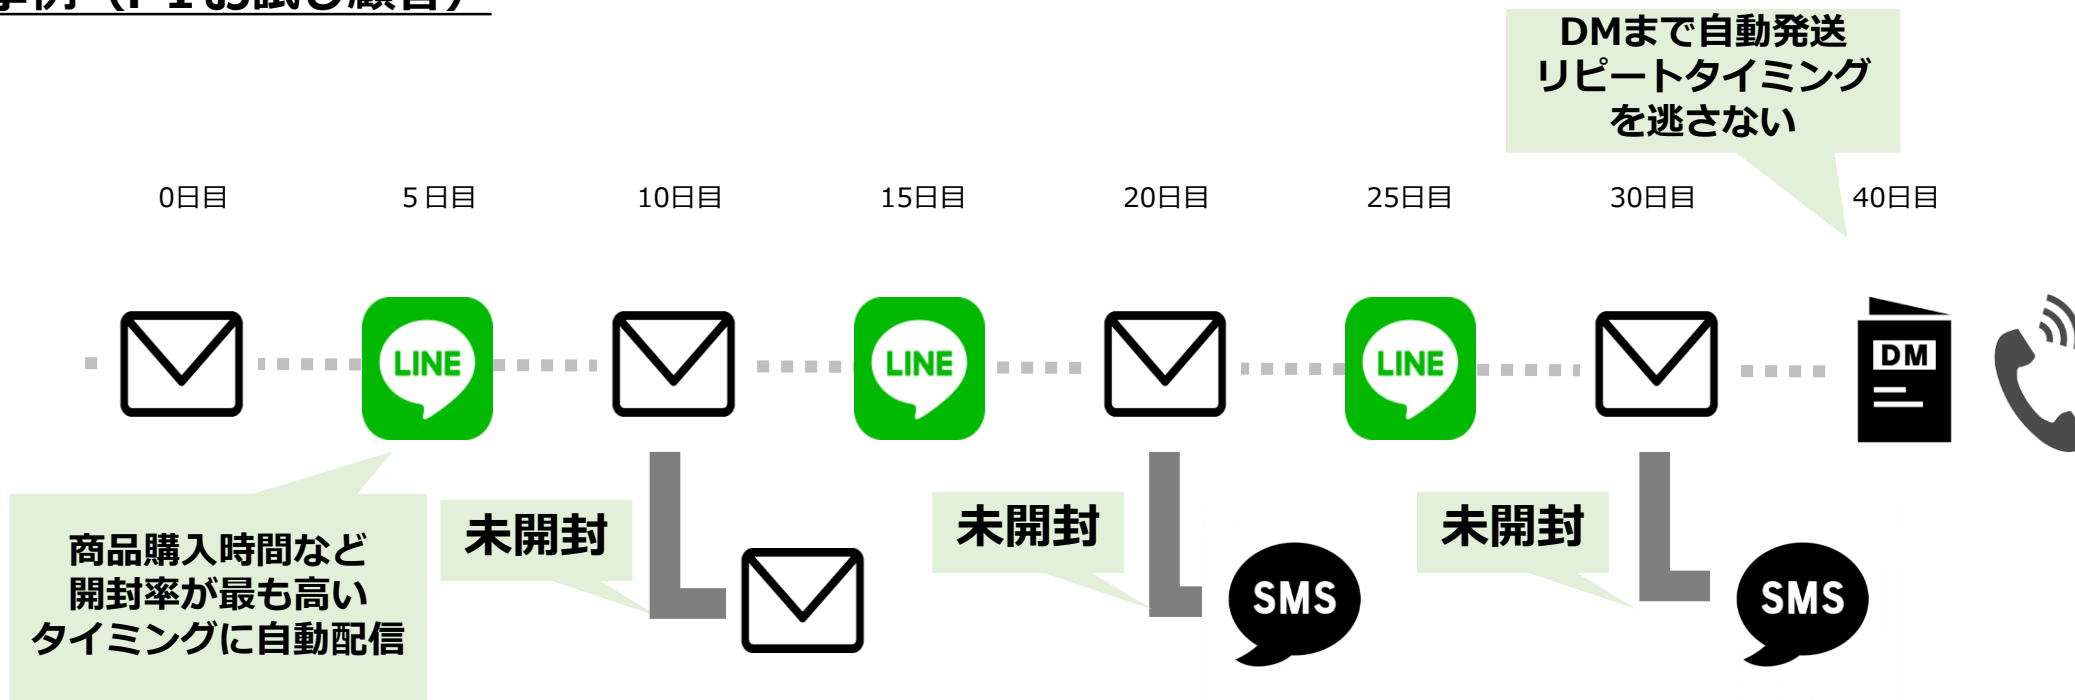 DMまで自動発送
リピートタイミング
を逃さない
0日目
５日目
10日目
15日目
20日目
25日目
30日目
40日目
LINE
LINE
LINE
DM
商品購入時間など
開封率が最も高い
タイミングに自動配信
未開封
未開封
未開封
SMS
SMS